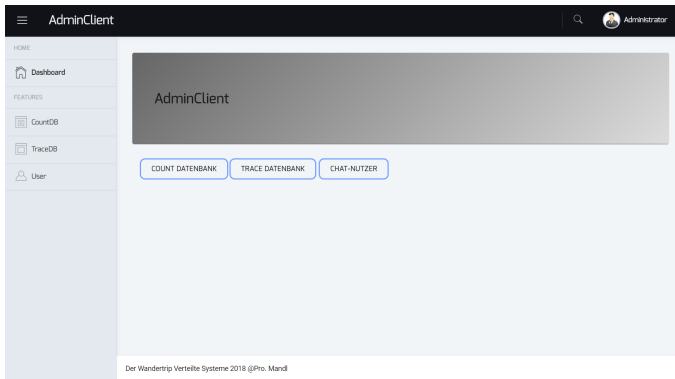 AdminClient
Administrator
HOME
Dashboard
FEATURES
CountDB
TraceDB
User
AdminClient
COUNT DATENBANK
TRACE DATENBANK
CHAT-NUTZER
Der Wandertrip Verteilte Systeme 2018 @Pro. Mandl